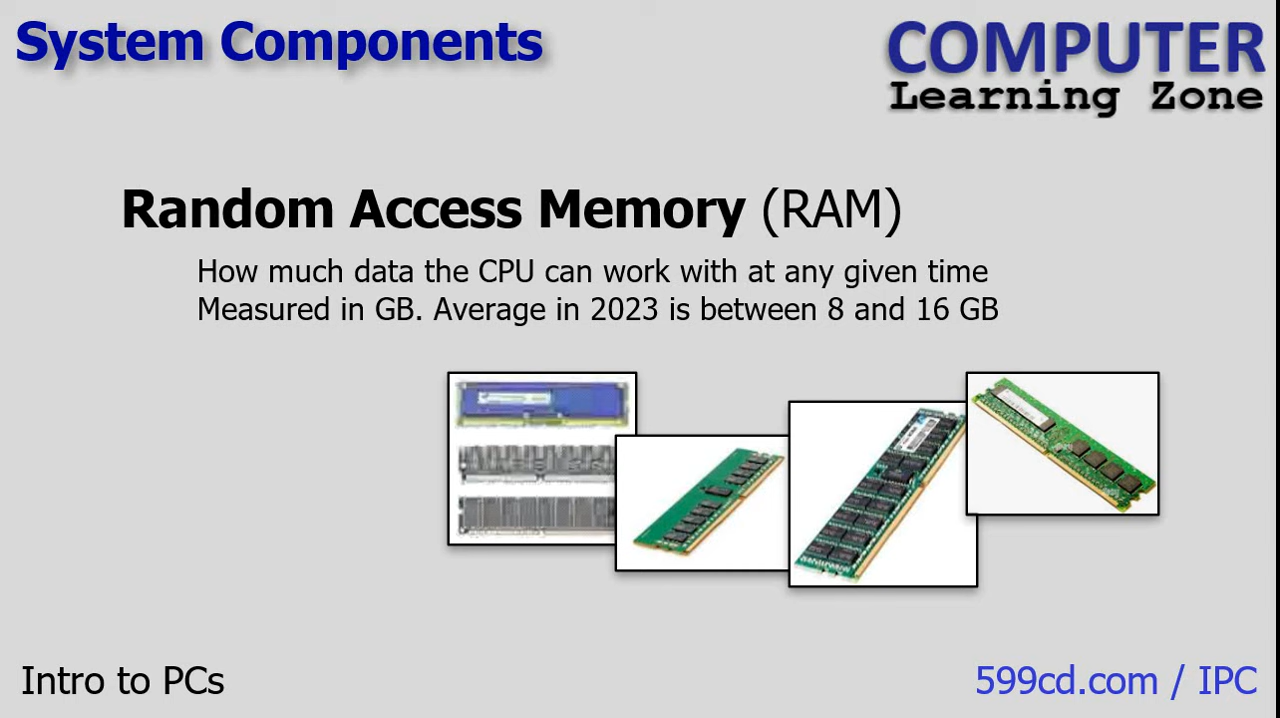 System Components
COMPUTER
Learning Zone
Random Access Memory (RAM)
How much data the CPU can work with at any given time
Measured in GB. Average in 2023 is between 8 and 16 GB
Intro to PCs
599cd.com / IPC